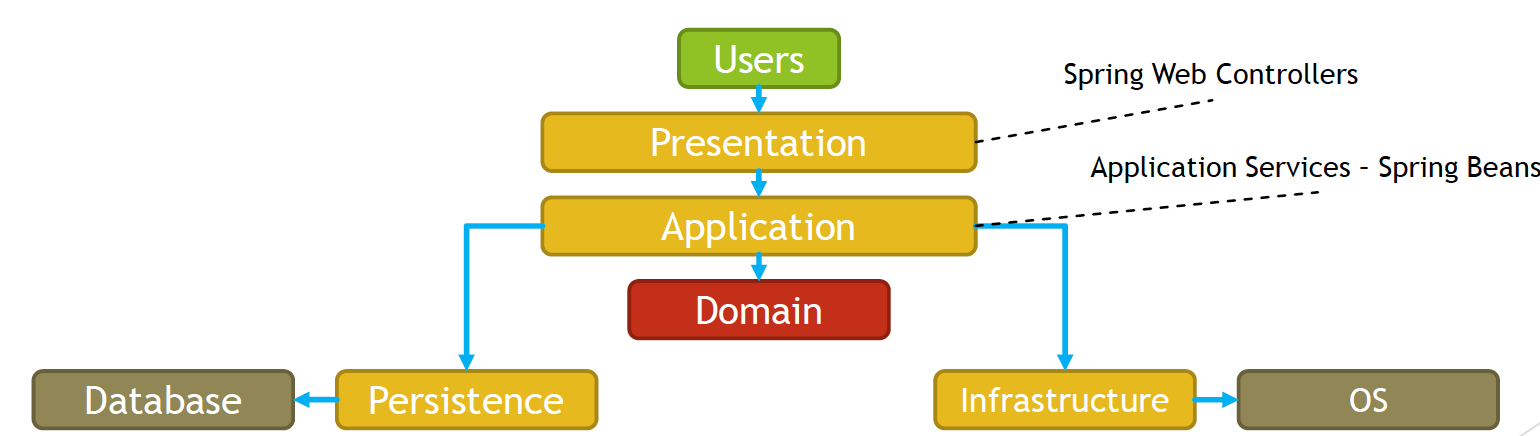 Users
Spring Web Controllers
Presentation
Application Services – Spring Beans
Application
Domain
Database
Persistence
Infrastructure
OS